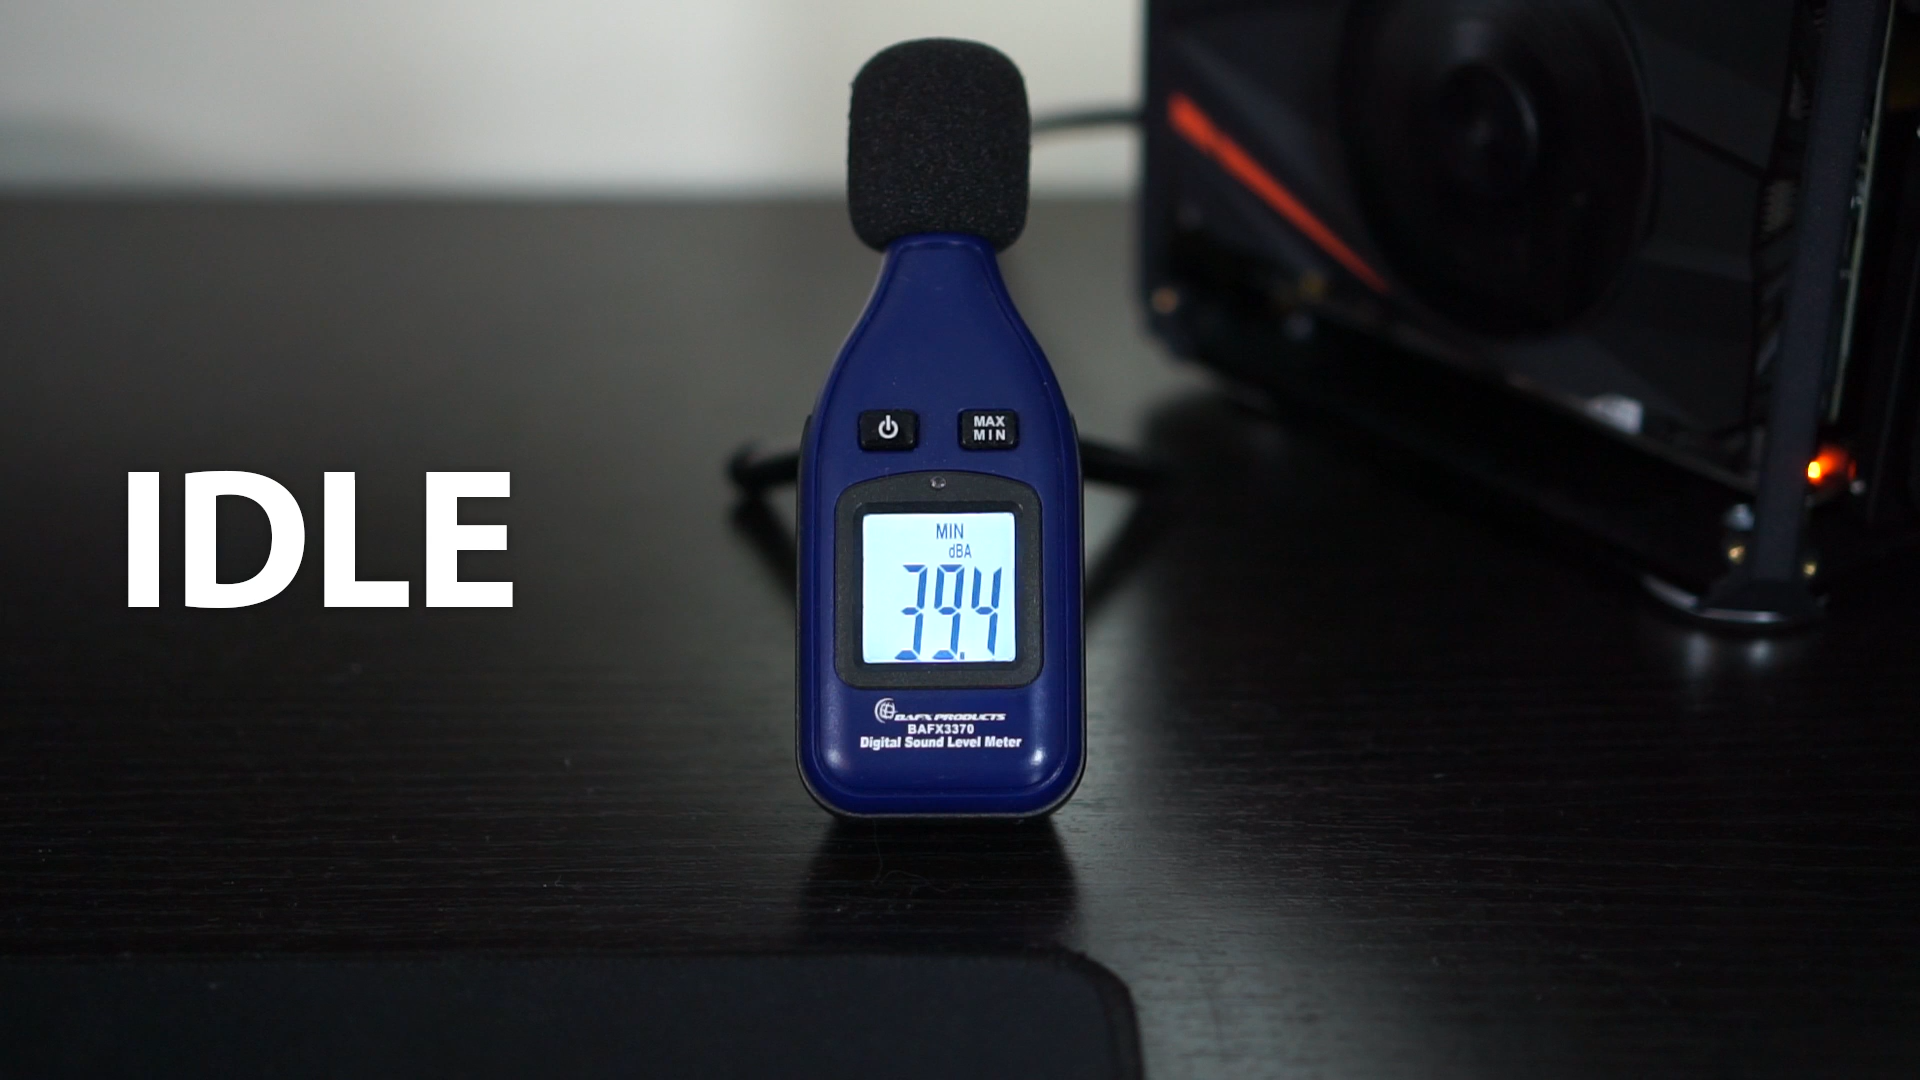 IDLE
MAX
MIN
MIN
dBA
39.4
BAFX PRODUCTS
BAFX3370
Digital Sound Level Meter